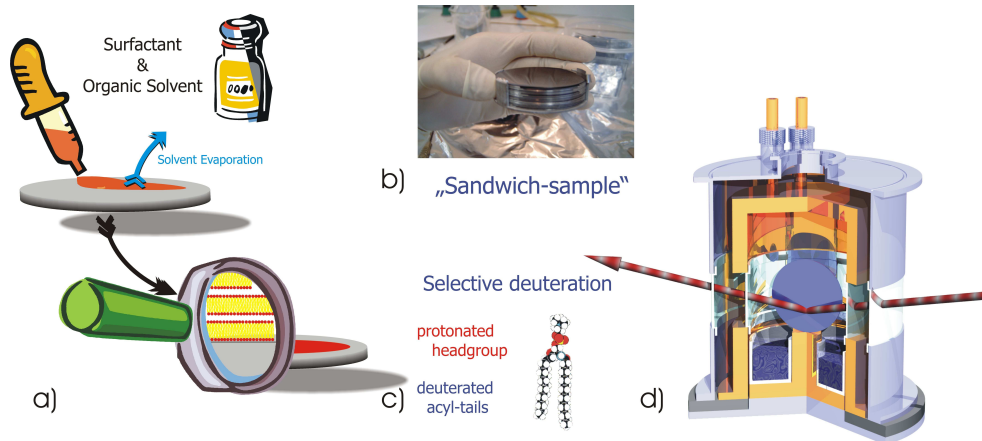 Surfactant
&
Organic Solvent
Solvent Evaporation
a)
b)
„Sandwich-sample“
Selective deuteration
protonated
headgroup
deuterated
acyl-tails
c)
d)